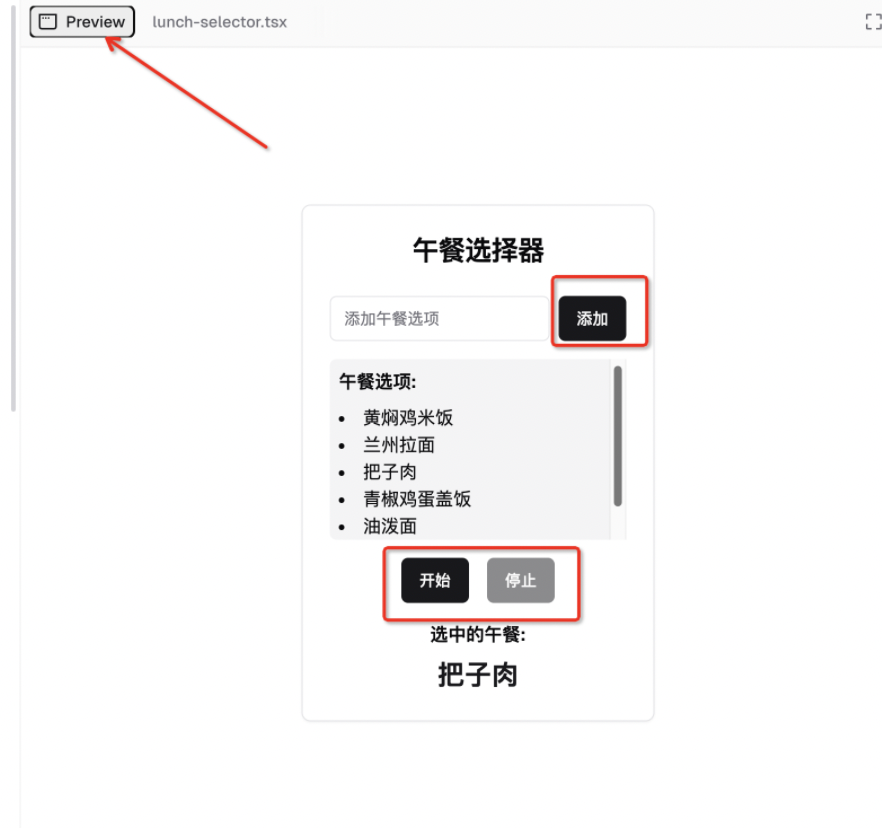 Preview lunch-selector.tsx
午餐选择器
添加午餐选项 添加
午餐选项:
黄焖鸡米饭
兰州拉面
把子肉
青椒鸡蛋盖饭
油泼面
开始 停止
选中的午餐:
把子肉